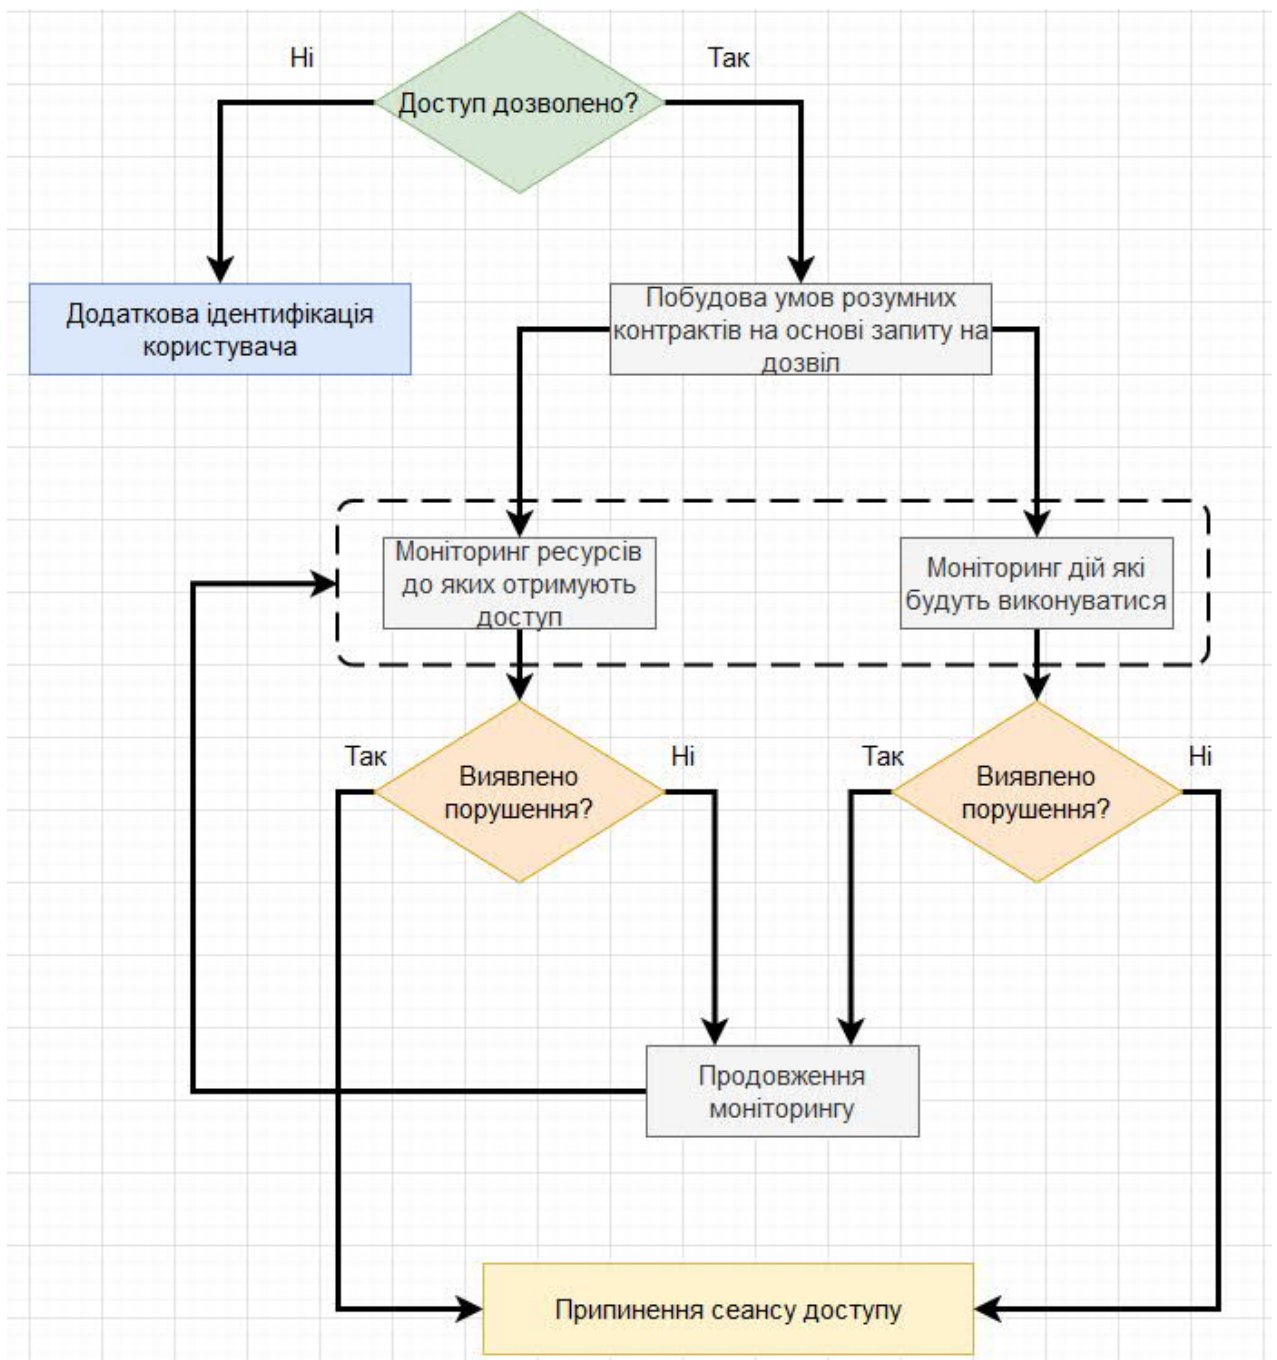 Ні
Так
Доступ дозволено?
Додаткова ідентифікація
користувача
Побудова умов розумних
контрактів на основі запиту на
дозвіл
Моніторинг ресурсів
до яких отримують
доступ
Моніторинг дій які
будуть виконуватися
Так
Ні
Так
Ні
Виявлено
порушення?
Виявлено
порушення?
Продовження
моніторингу
Припинення сеансу доступу